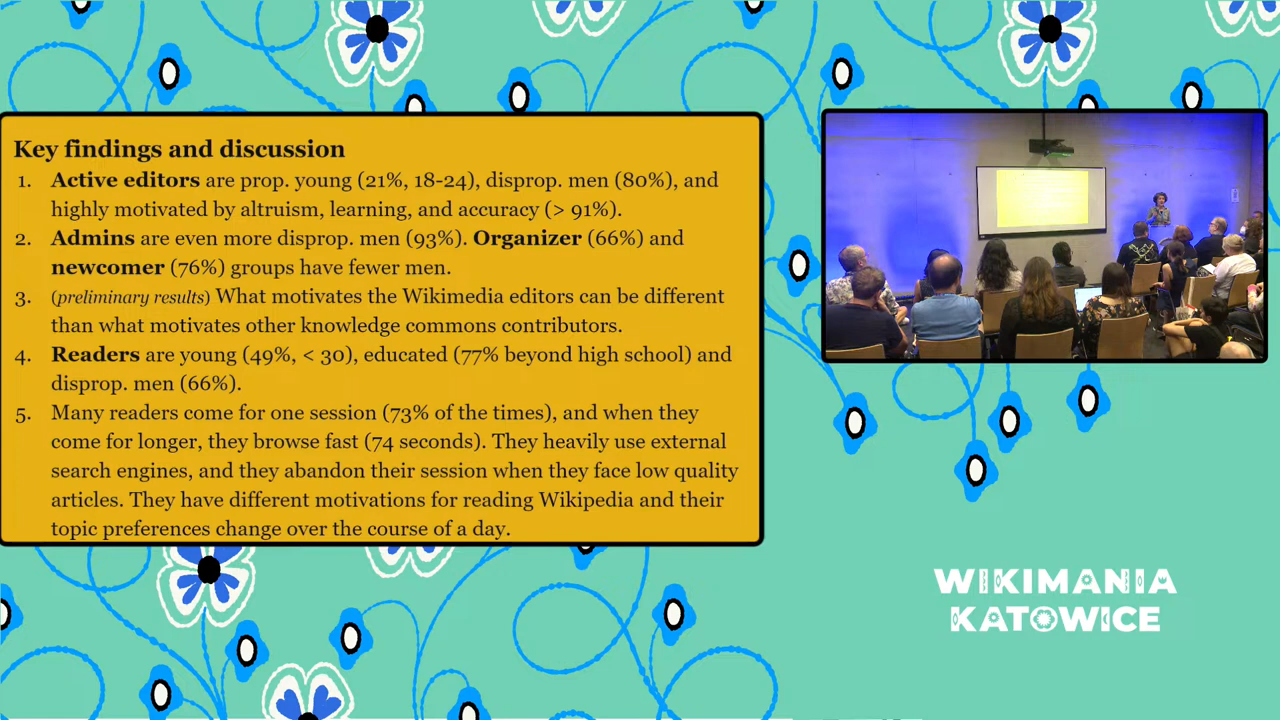 Key findings and discussion
1. Active editors are prop. young (21%, 18-24), disprop. men (80%), and
highly motivated by altruism, learning, and accuracy (> 91%).
2. Admins are even more disprop. men (93%). Organizer (66%) and
newcomer (76%) groups have fewer men.
3. (preliminary results) What motivates the Wikimedia editors can be different
than what motivates other knowledge commons contributors.
4. Readers are young (49%, < 30), educated (77% beyond high school) and
disprop. men (66%).
5. Many readers come for one session (73% of the times), and when they
come for longer, they browse fast (74 seconds). They heavily use external
search engines, and they abandon their session when they face low quality
articles. They have different motivations for reading Wikipedia and their
topic preferences change over the course of a day.
WIKIMANIA
KATOWICE